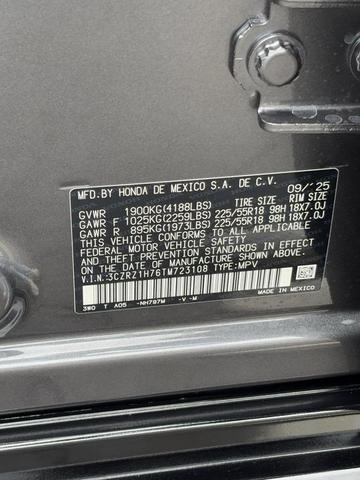 MFD.BY HONDA DE MEXICO S.A. DE C.V. 09/'25
TIRE SIZE RIM SIZE
GVWR 1900KG(4188LBS)
GAWR F 1025KG(2259LBS) 225/55R18 98H 18X7.0J
GAWR R 895KG(1973LBS) 225/55R18 98H 18X7.0J
THIS VEHICLE CONFORMS TO ALL APPLICABLE
FEDERAL MOTOR VEHICLE SAFETY STANDARDS
IN EFFECT ON THE DATE OF MANUFACTURE SHOWN ABOVE.
V.I.N.:3CZRZ1H76TM723108 TYPE:MPV
3W0 T A05 -NH797M -V -M
MADE IN MEXICO